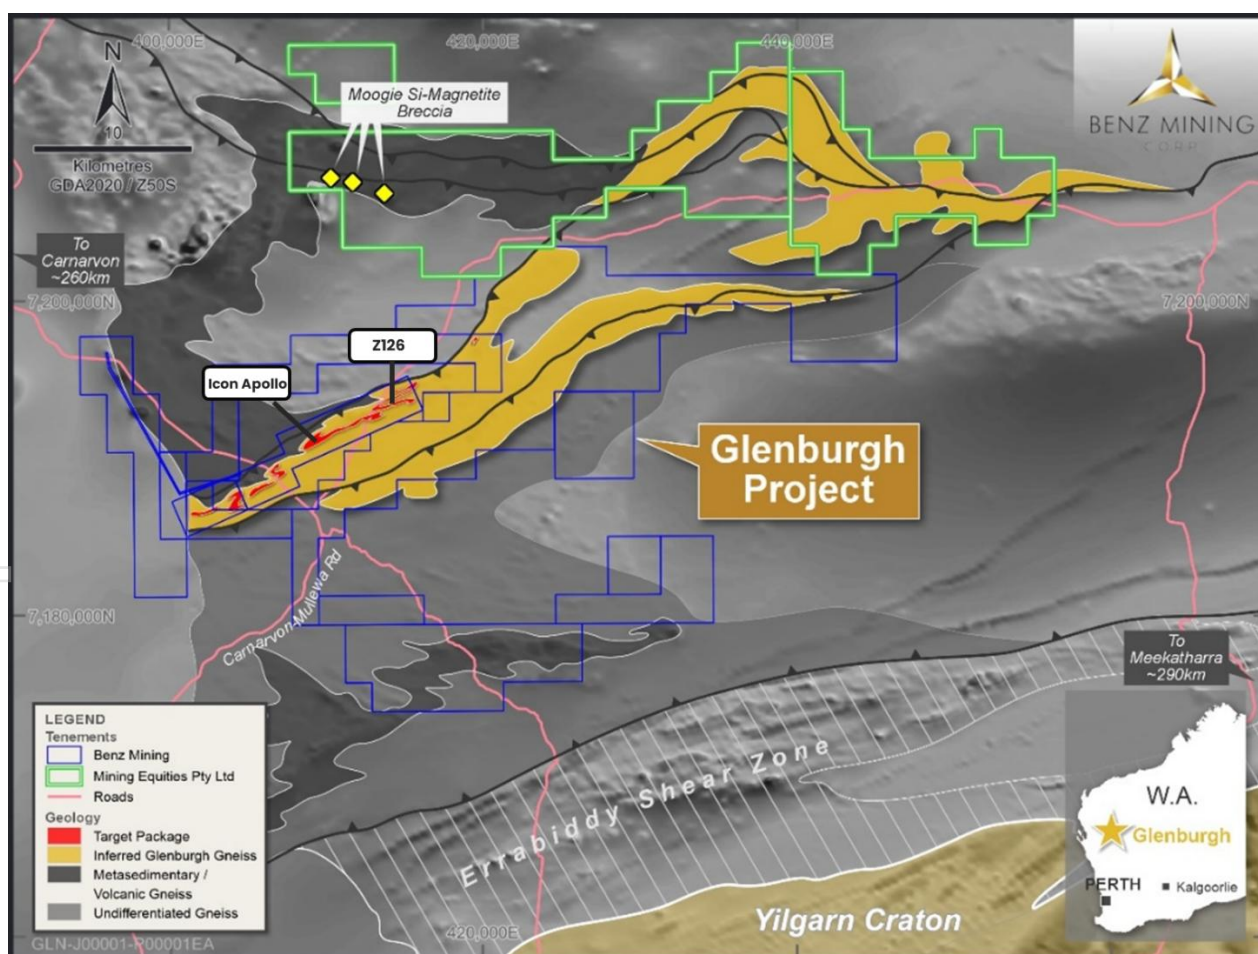 400,000E
420,000E
440,000E
N
10
Kilometres
GDA2020 / Z50S
Moogie Si-Magnetite
Breccia
BENZ MINING
CORP
To
Carnarvon
~260km
7,200,000N
7,200,000N
Z126
Icon Apollo
Glenburgh
Project
7,180,000N
Carnarvon-Mullewa Rd
To
Meekatharra
~290km
Errabiddy Shear Zone
Yilgarn Craton
420,000E
LEGEND
Tenements
Benz Mining
Mining Equities Pty Ltd
Roads
Geology
Target Package
Inferred Glenburgh Gneiss
Metasedimentary /
Volcanic Gneiss
Undifferentiated Gneiss
GLN-J00001-P00001EA
W.A.
Glenburgh
PERTH
Kalgoorlie